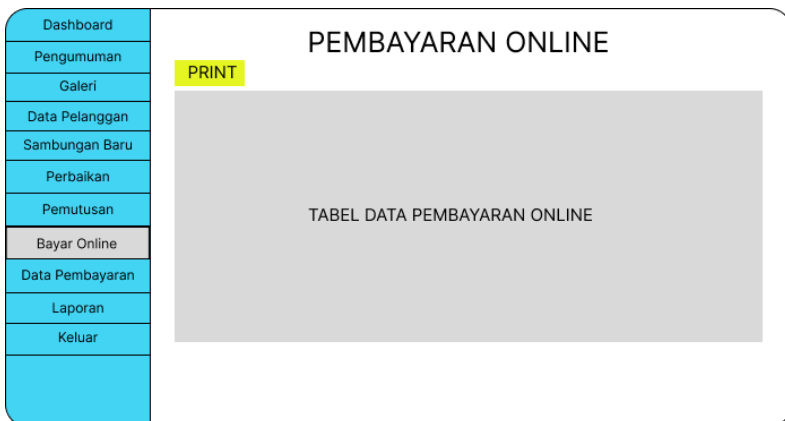 Dashboard
Pengumuman
Galeri
Data Pelanggan
Sambungan Baru
Perbaikan
Pemutusan
Bayar Online
Data Pembayaran
Laporan
Keluar
PEMBAYARAN ONLINE
PRINT
TABEL DATA PEMBAYARAN ONLINE